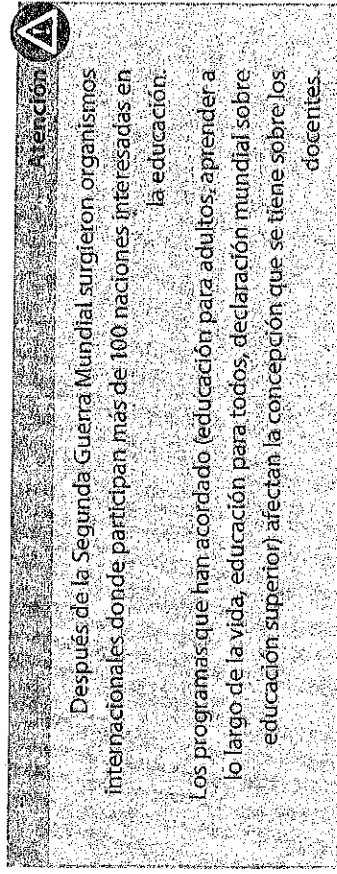 Atención
Después de la Segunda Guerra Mundial surgieron organismos
internacionales donde participan más de 100 naciones interesadas en
la educación.
Los programas que han acordado (educación para adultos, aprender a
lo largo de la vida, educación para todos, declaración mundial sobre
educación superior) afectan la concepción que se tiene sobre los
docentes.